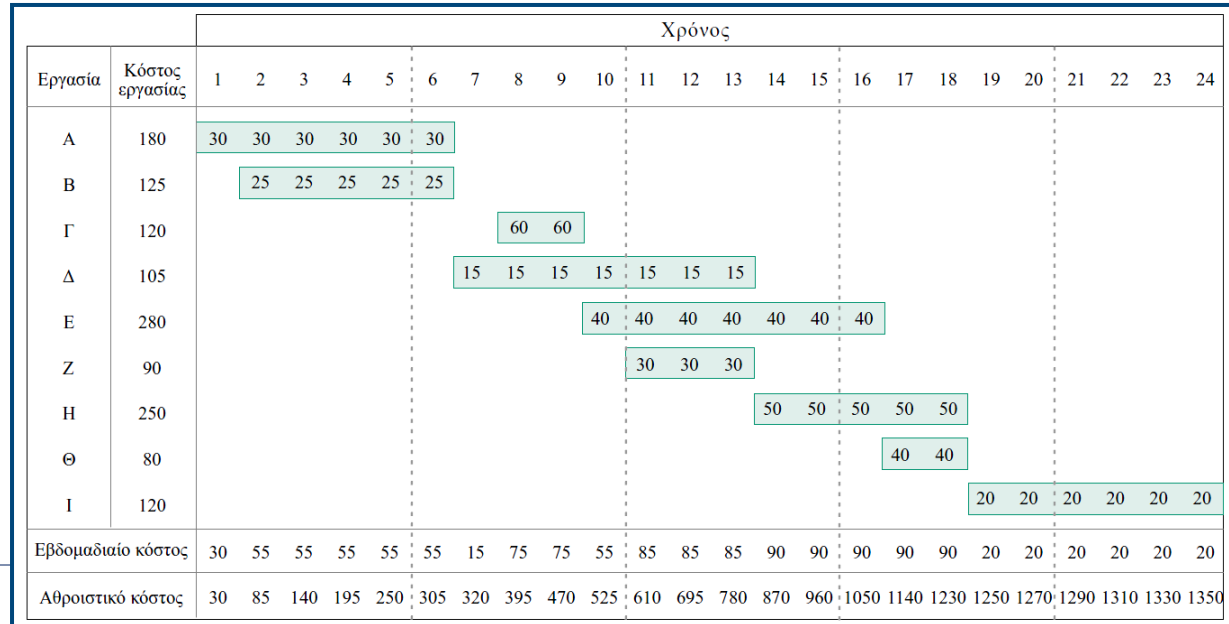 Χρόνος
Εργασία Κόστος εργασίας 1 2 3 4 5 6 7 8 9 10 11 12 13 14 15 16 17 18 19 20 21 22 23 24
Α 180 30 30 30 30 30 30
Β 125 25 25 25 25 25
Γ 120 60 60
Δ 105 15 15 15 15 15 15 15
Ε 280 40 40 40 40 40 40 40
Ζ 90 30 30 30
Η 250 50 50 50 50 50
Θ 80 40 40
Ι 120 20 20 20 20 20 20
Εβδομαδιαίο κόστος 30 55 55 55 55 55 15 75 75 55 85 85 85 90 90 90 90 90 20 20 20 20 20 20
Αθροιστικό κόστος 30 85 140 195 250 305 320 395 470 525 610 695 780 870 960 1050 1140 1230 1250 1270 1290 1310 1330 1350